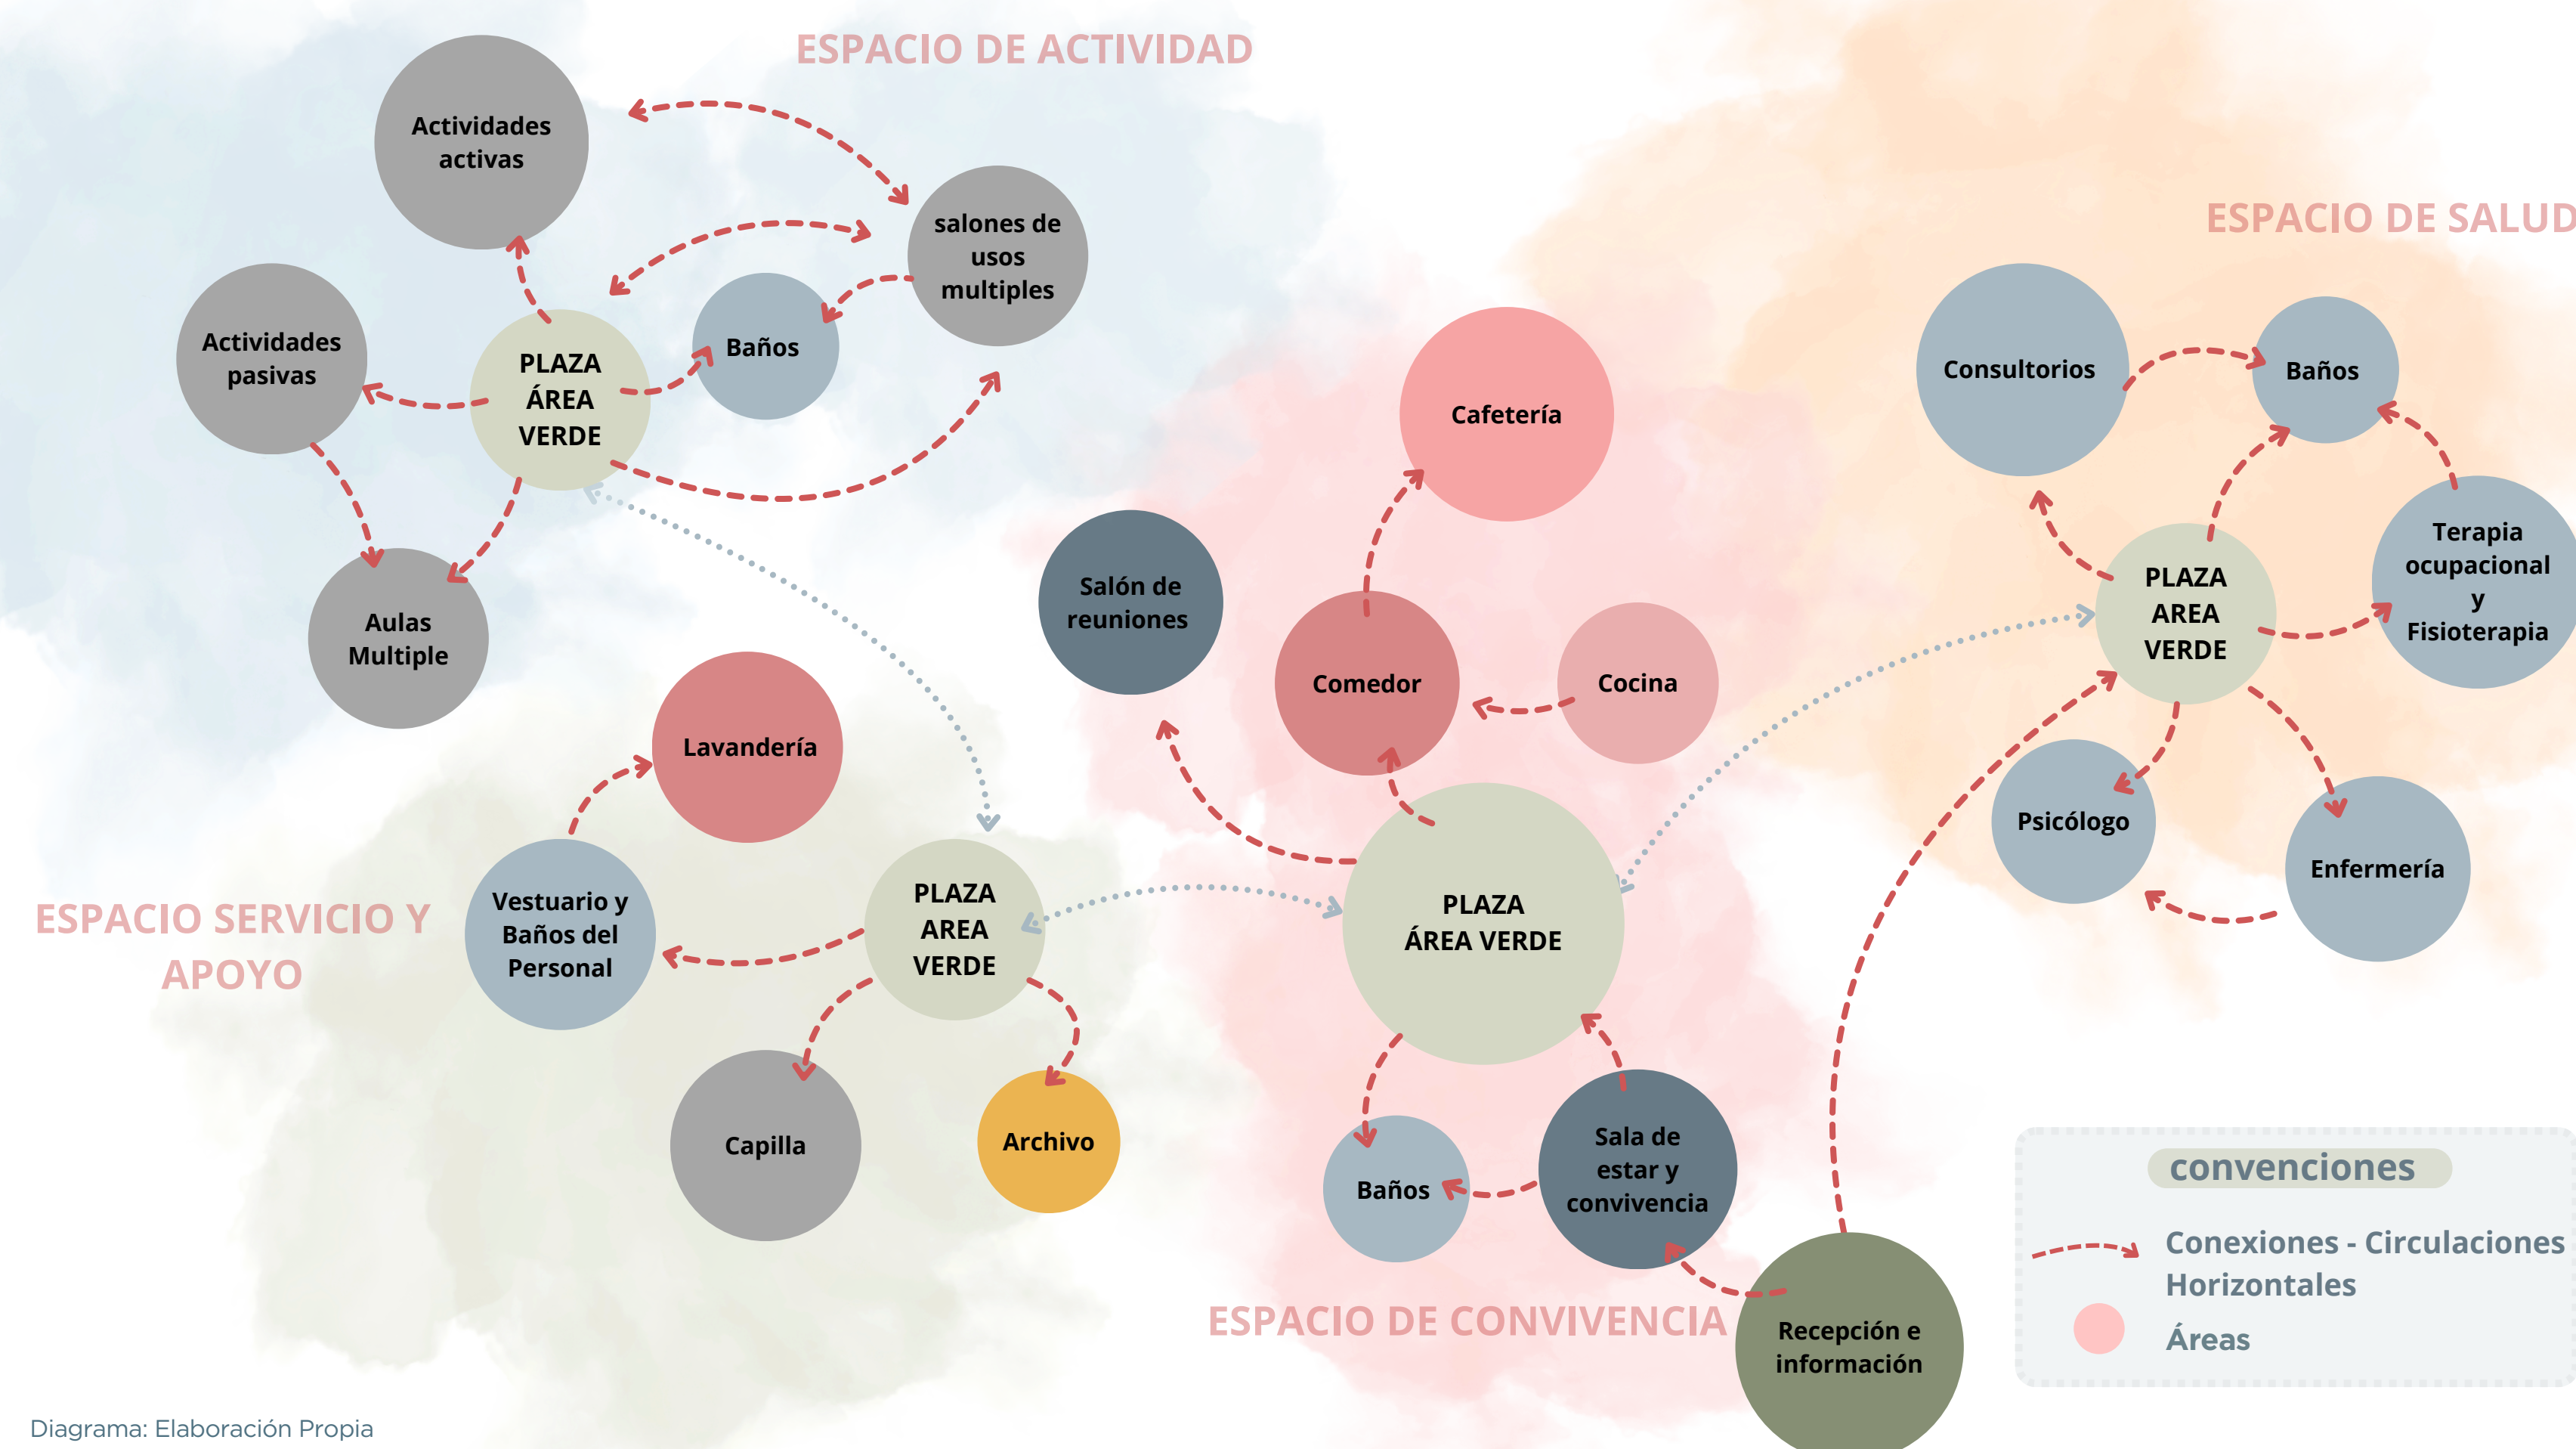 ESPACIO DE ACTIVIDAD
Actividades
activas
salones de
usos
multiples
Actividades
pasivas
PLAZA
ÁREA
VERDE
Baños
Aulas
Multiple
ESPACIO DE SALUD
Consultorios
Baños
Terapia
ocupacional
y
Fisioterapia
PLAZA
AREA
VERDE
Psicólogo
Enfermería
Cafetería
Salón de
reuniones
Comedor
Cocina
PLAZA
ÁREA VERDE
Baños
Sala de
estar y
convivencia
ESPACIO DE CONVIVENCIA
Recepción e
información
Lavandería
ESPACIO SERVICIO Y
APOYO
Vestuario y
Baños del
Personal
PLAZA
AREA
VERDE
Capilla
Archivo
convenciones
Conexiones - Circulaciones
Horizontales
Áreas
Diagrama: Elaboración Propia